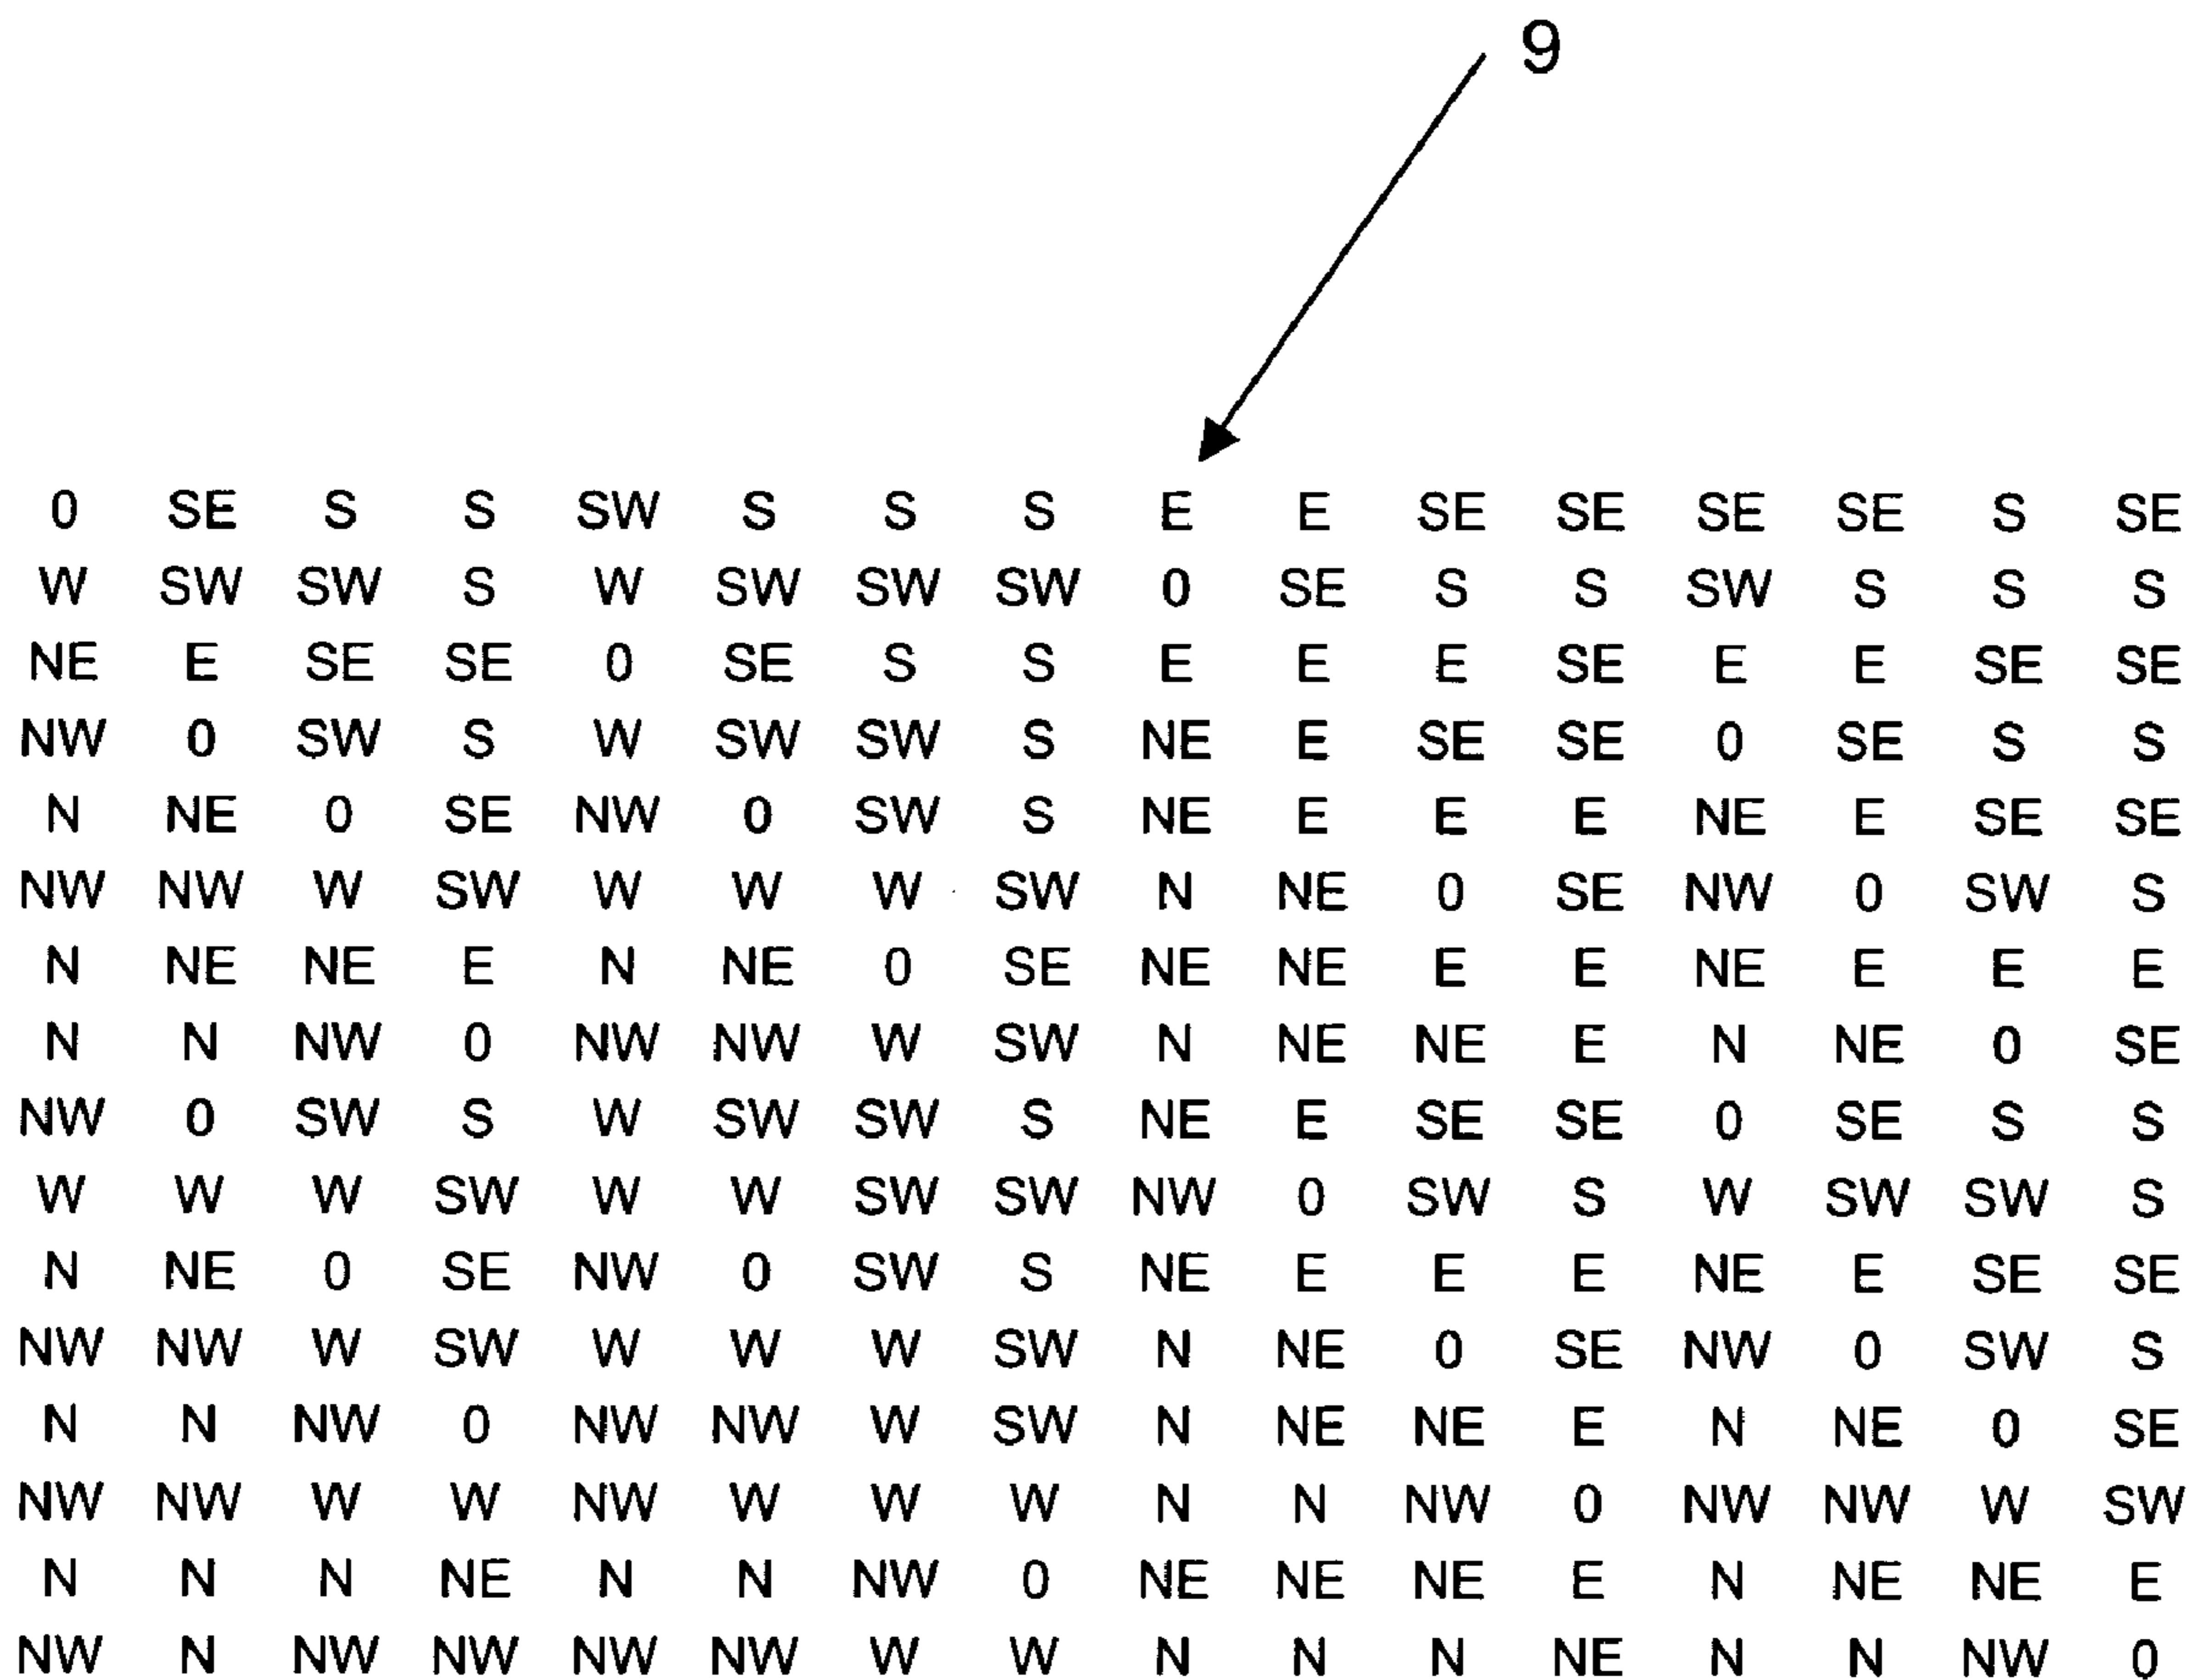 9
0 SE S S SW S S S E E SE SE SE SE S SE
W SW SW S W SW SW SW 0 SE S S SW S S S
NE E SE SE 0 SE S S E E E SE E E SE SE
NW 0 SW S W SW SW S NE E SE SE 0 SE S S
N NE 0 SE NW 0 SW S NE E E E NE E SE SE
NW NW W SW W W W SW N NE 0 SE NW 0 SW S
N NE NE E N NE 0 SE NE NE E E NE E E E
N N NW 0 NW NW W SW N NE NE E N NE 0 SE
NW 0 SW S W SW SW S NE E SE SE 0 SE S S
W W W SW W W SW SW NW 0 SW S W SW SW S
N NE 0 SE NW 0 SW S NE E E E NE E SE SE
NW NW W SW W W W SW N NE 0 SE NW 0 SW S
N N NW 0 NW NW W SW N NE NE E N NE 0 SE
NW NW W W NW W W W N N NW 0 NW NW W SW
N N N NE N N NW 0 NE NE NE E N NE NE E
NW N NW NW NW NW W W N N N NE N N NW 0